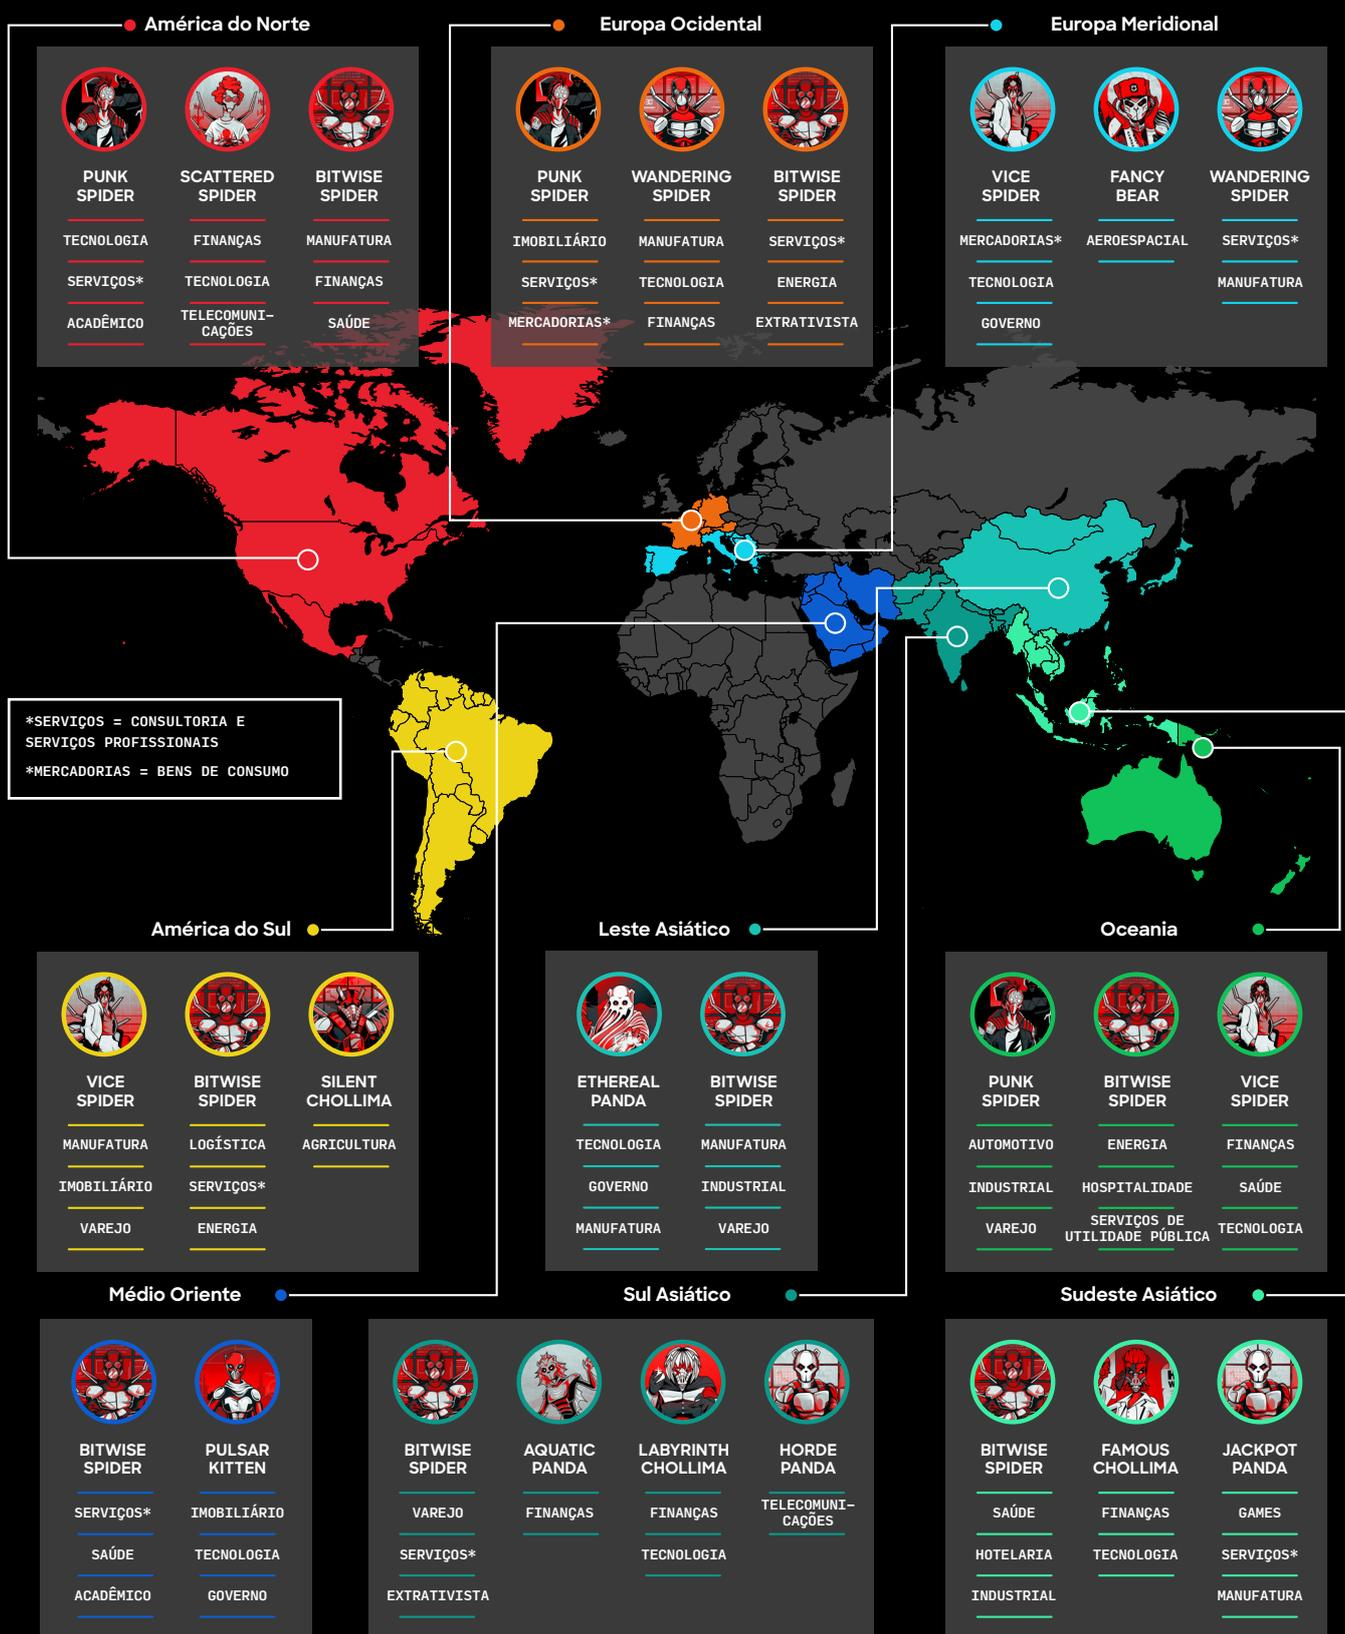 América do Norte
PUNK
SPIDER
TECNOLOGIA
SERVIÇOS*
ACADÊMICO
SCATTERED
SPIDER
FINANÇAS
TECNOLOGIA
TELECOMUNI–
CAÇÕES
BITWISE
SPIDER
MANUFATURA
FINANÇAS
SAÚDE
Europa Ocidental
PUNK
SPIDER
IMOBILIÁRIO
SERVIÇOS*
MERCADORIAS*
WANDERING
SPIDER
MANUFATURA
TECNOLOGIA
FINANÇAS
BITWISE
SPIDER
SERVIÇOS*
ENERGIA
EXTRATIVISTA
Europa Meridional
VICE
SPIDER
MERCADORIAS*
TECNOLOGIA
GOVERNO
FANCY
BEAR
AEROESPACIAL
WANDERING
SPIDER
SERVIÇOS*
MANUFATURA
*SERVIÇOS = CONSULTORIA E
SERVIÇOS PROFISSIONAIS
*MERCADORIAS = BENS DE CONSUMO
América do Sul
VICE
SPIDER
MANUFATURA
IMOBILIÁRIO
VAREJO
BITWISE
SPIDER
LOGÍSTICA
SERVIÇOS*
ENERGIA
SILENT
CHOLLIMA
AGRICULTURA
Leste Asiático
ETHEREAL
PANDA
TECNOLOGIA
GOVERNO
MANUFATURA
BITWISE
SPIDER
MANUFATURA
INDUSTRIAL
VAREJO
Oceania
PUNK
SPIDER
AUTOMOTIVO
INDUSTRIAL
VAREJO
BITWISE
SPIDER
ENERGIA
HOSPITALIDADE
SERVIÇOS DE
UTILIDADE PÚBLICA
VICE
SPIDER
FINANÇAS
SAÚDE
TECNOLOGIA
Médio Oriente
BITWISE
SPIDER
SERVIÇOS*
SAÚDE
ACADÊMICO
PULSAR
KITTEN
IMOBILIÁRIO
TECNOLOGIA
GOVERNO
Sul Asiático
BITWISE
SPIDER
VAREJO
SERVIÇOS*
EXTRATIVISTA
AQUATIC
PANDA
FINANÇAS
LABYRINTH
CHOLLIMA
FINANÇAS
TECNOLOGIA
HORDE
PANDA
TELECOMUNI–
CAÇÕES
Sudeste Asiático
BITWISE
SPIDER
SAÚDE
HOTELARIA
INDUSTRIAL
FAMOUS
CHOLLIMA
FINANÇAS
TECNOLOGIA
JACKPOT
PANDA
GAMES
SERVIÇOS*
MANUFATURA